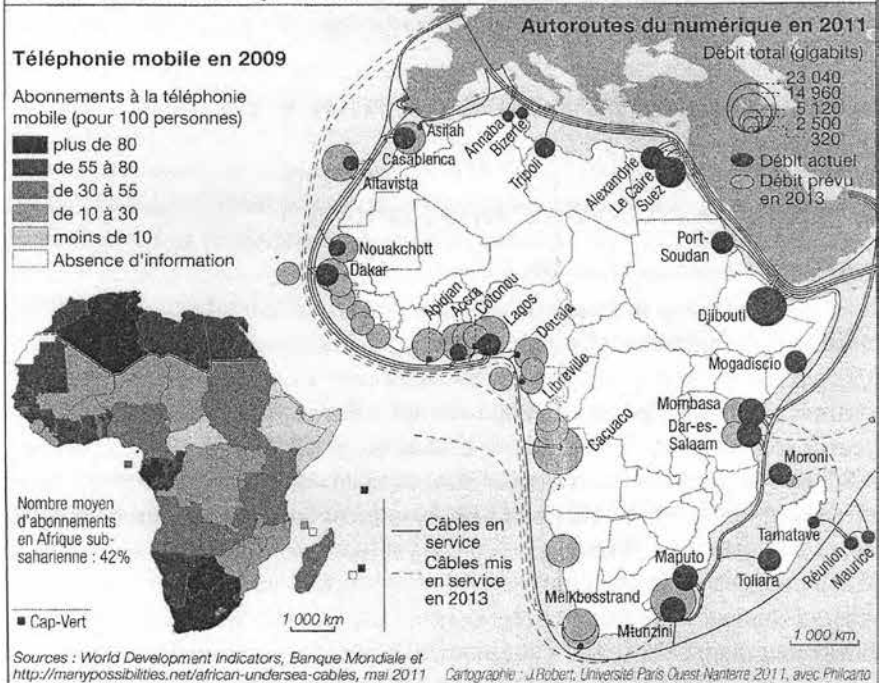 Téléphonie mobile en 2009
Abonnements à la téléphonie
mobile (pour 100 personnes)
plus de 80
de 55 à 80
de 30 à 55
de 10 à 30
moins de 10
Absence d'information
Nombre moyen
d'abonnements
en Afrique sub-
saharienne : 42%
Cap-Vert
1 000 km
Autoroutes du numérique en 2011
Débit total (gigabits)
23 040
14 960
5 120
2 500
320
Débit actuel
Débit prévu
en 2013
Asilah
Casablanca
Altavista
Annaba
Bizerte
Tripoli
Alexandrie
Le Caire
Suez
Nouakchott
Dakar
Port-
Soudan
Abidjan
Accra
Cotonou
Lagos
Douala
Djibouti
Libreville
Mogadiscio
Cacuaco
Mombasa
Dar-es-
Salaam
Moroni
Câbles en
service
Câbles mis
en service
en 2013
Tamatave
Réunion
Maurice
Toliara
Maputo
Melkbosstrand
Mtunzini
1 000 km
Sources : World Development Indicators, Banque Mondiale et
http://manypossibilities.net/african-undersea-cables, mai 2011
Cartographie : J.Robert, Université Paris Ouest Nanterre 2011, avec Philcarto